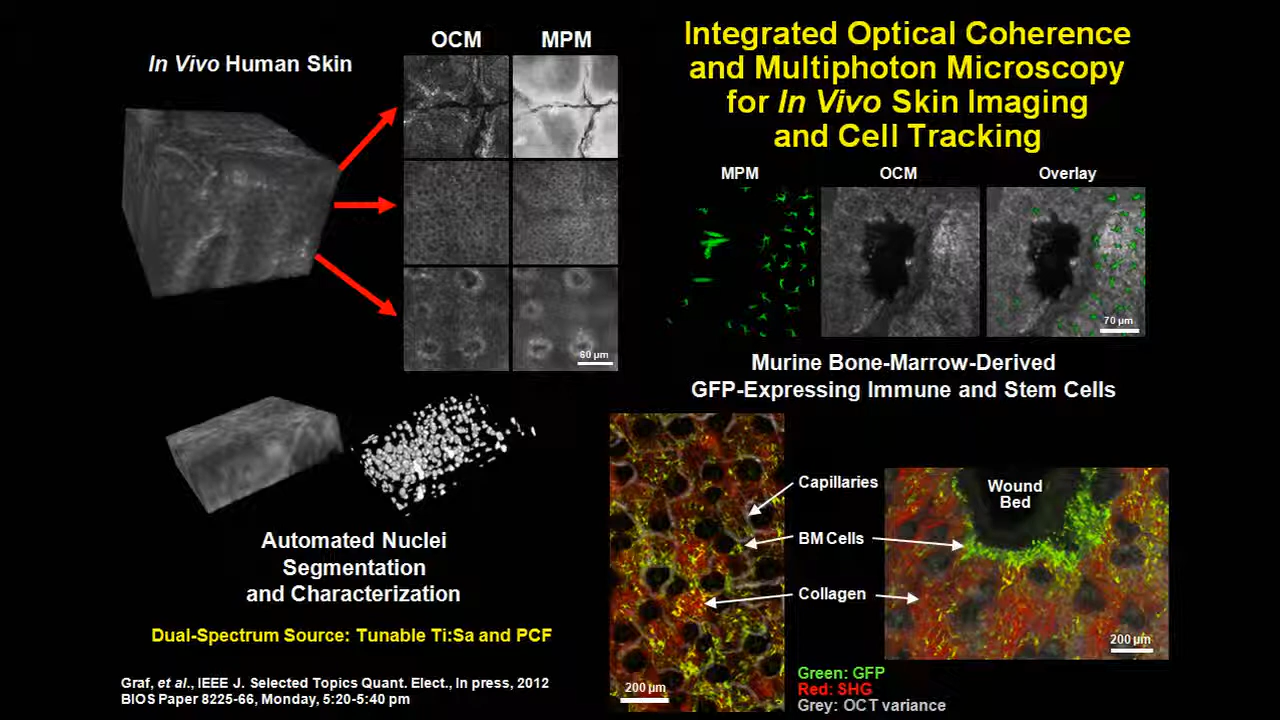 Integrated Optical Coherence
and Multiphoton Microscopy
for In Vivo Skin Imaging
and Cell Tracking
In Vivo Human Skin
OCM
MPM
60 µm
MPM
OCM
Overlay
70 µm
Murine Bone-Marrow-Derived
GFP-Expressing Immune and Stem Cells
Automated Nuclei
Segmentation
and Characterization
Dual-Spectrum Source: Tunable Ti:Sa and PCF
Graf, et al., IEEE J. Selected Topics Quant. Elect., In press, 2012
BIOS Paper 8225-66, Monday, 5:20-5:40 pm
Capillaries
BM Cells
Collagen
Wound
Bed
200 µm
200 µm
Green: GFP
Red: SHG
Grey: OCT variance